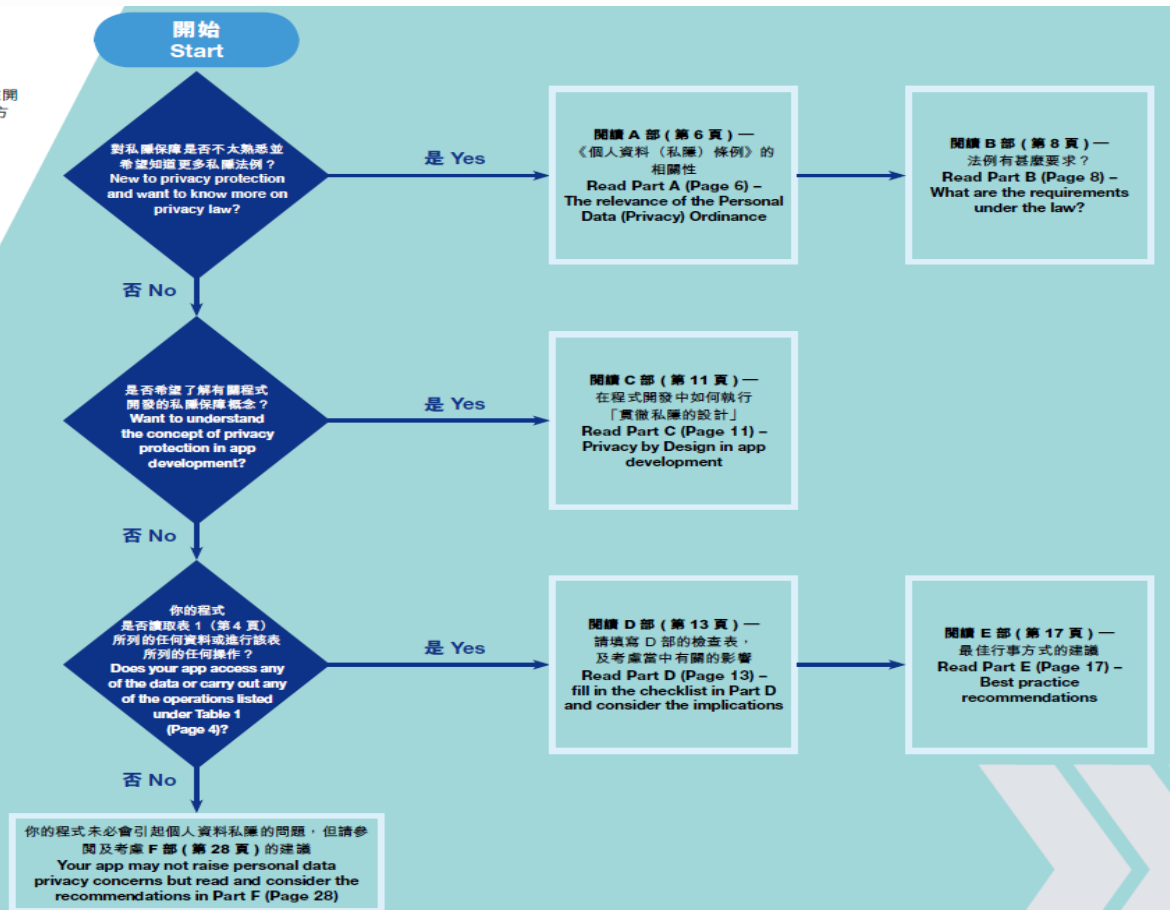 開始
Start
開
方
對私隱保障是否不太熟悉並
希望知道更多私隱法例？
New to privacy protection
and want to know more on
privacy law?
是 Yes
閱讀 A 部 ( 第 6 頁 ) —
《個人資料（私隱）條例》的
相關性
Read Part A (Page 6) –
The relevance of the Personal
Data (Privacy) Ordinance
閱讀 B 部 ( 第 8 頁 ) —
法例有甚麼要求？
Read Part B (Page 8) –
What are the requirements
under the law?
否 No
是否希望了解有關程式
開發的私隱保障概念？
Want to understand
the concept of privacy
protection in app
development?
是 Yes
閱讀 C 部 ( 第 11 頁 ) —
在程式開發中如何執行
「貫徹私隱的設計」
Read Part C (Page 11) –
Privacy by Design in app
development
否 No
你的程式
是否讀取表 1（第 4 頁）
所列的任何資料或進行該表
所列的任何操作？
Does your app access any
of the data or carry out any
of the operations listed
under Table 1
(Page 4)?
是 Yes
閱讀 D 部 ( 第 13 頁 ) —
請填寫 D 部的檢查表，
及考慮當中有關的影響
Read Part D (Page 13) –
fill in the checklist in Part D
and consider the implications
閱讀 E 部 ( 第 17 頁 ) —
最佳行事方式的建議
Read Part E (Page 17) –
Best practice
recommendations
否 No
你的程式未必會引起個人資料私隱的問題，但請參
閱及考慮 F 部 ( 第 28 頁 ) 的建議
Your app may not raise personal data
privacy concerns but read and consider the
recommendations in Part F (Page 28)